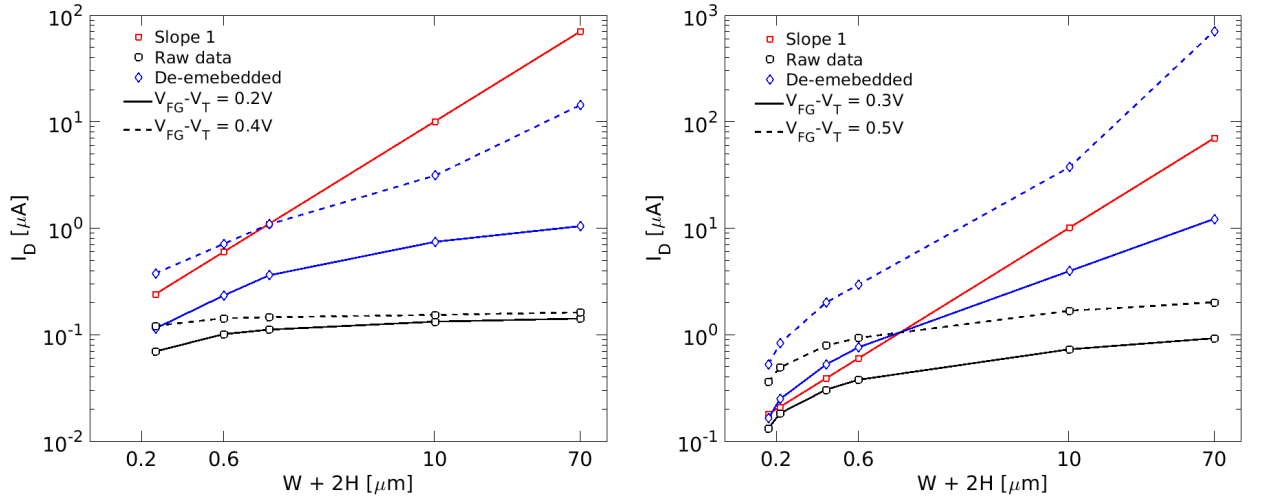 10^2
10^1
10^0
10^-1
10^-2
I_D [μA]
Slope 1
Raw data
De-emebedded
V_FG-V_T = 0.2V
V_FG-V_T = 0.4V
0.2 0.6 10 70
W + 2H [μm]
10^3
10^2
10^1
10^0
10^-1
I_D [μA]
Slope 1
Raw data
De-emebedded
V_FG-V_T = 0.3V
V_FG-V_T = 0.5V
0.2 0.6 10 70
W + 2H [μm]